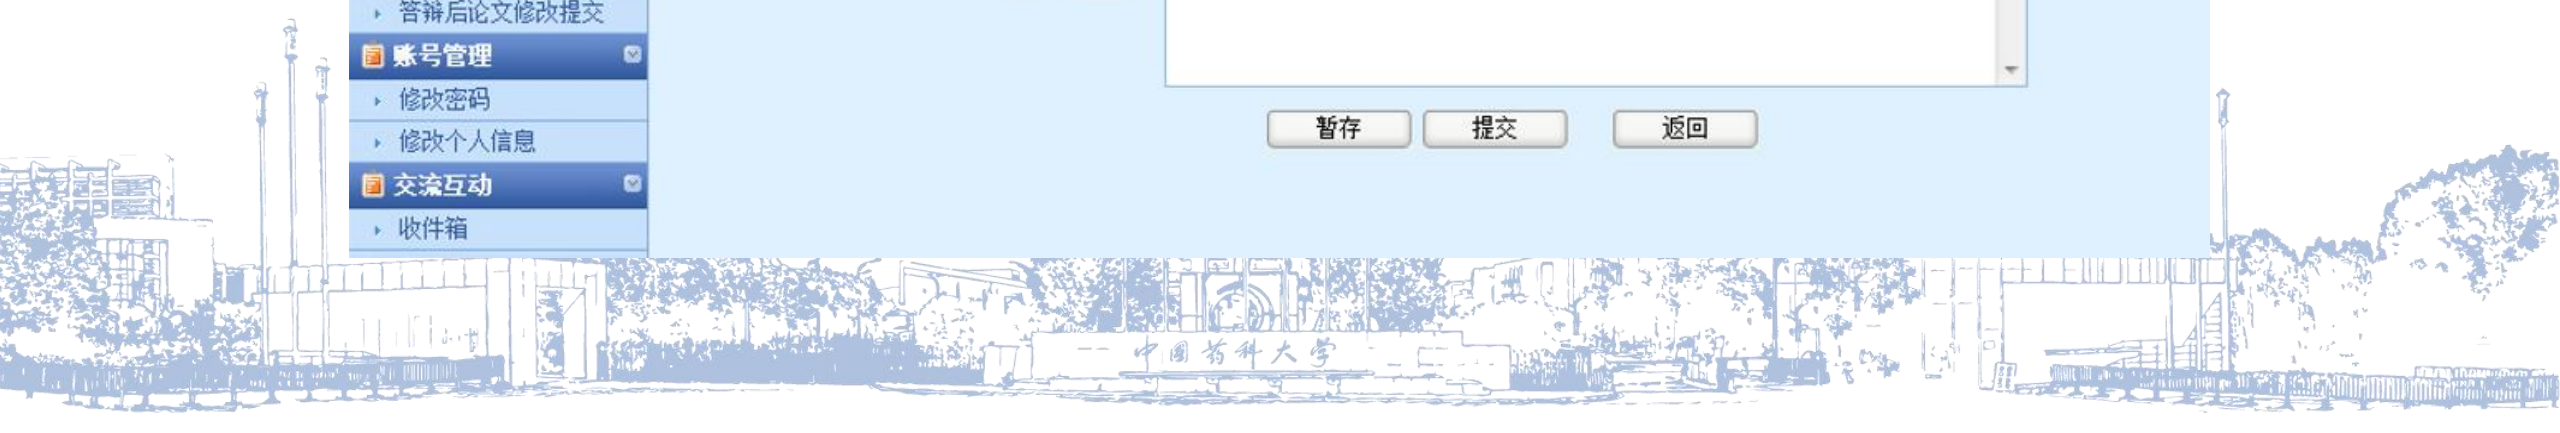 答辩后论文修改提交
账号管理
修改密码
修改个人信息
交流互动
收件箱
暂存 提交 返回
中国药科大学